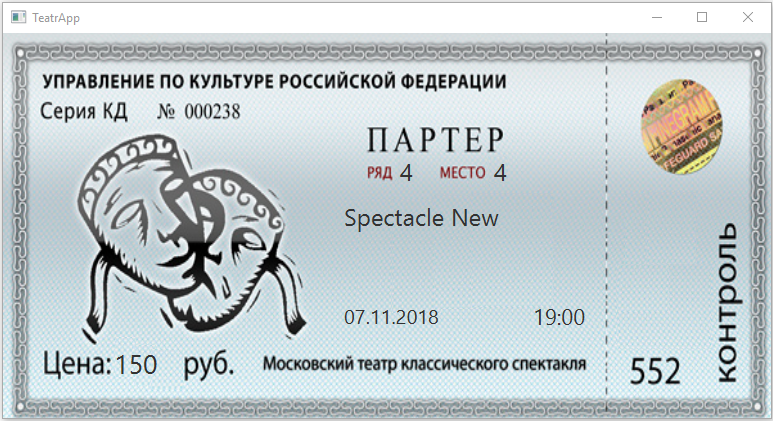 TeatrApp
УПРАВЛЕНИЕ ПО КУЛЬТУРЕ РОССИЙСКОЙ ФЕДЕРАЦИИ
Серия КД № 000238
ПАРТЕР
РЯД 4 МЕСТО 4
Spectacle New
07.11.2018 19:00
Цена: 150 руб. Московский театр классического спектакля
552
контроль